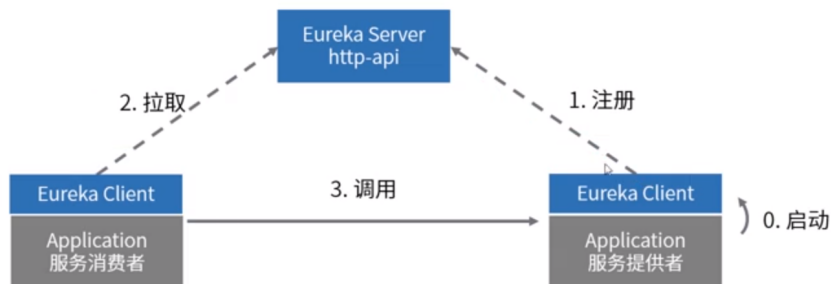 Eureka Server
http-api
2. 拉取
1. 注册
Eureka Client
3. 调用
Eureka Client
Application
服务消费者
Application
服务提供者
0. 启动